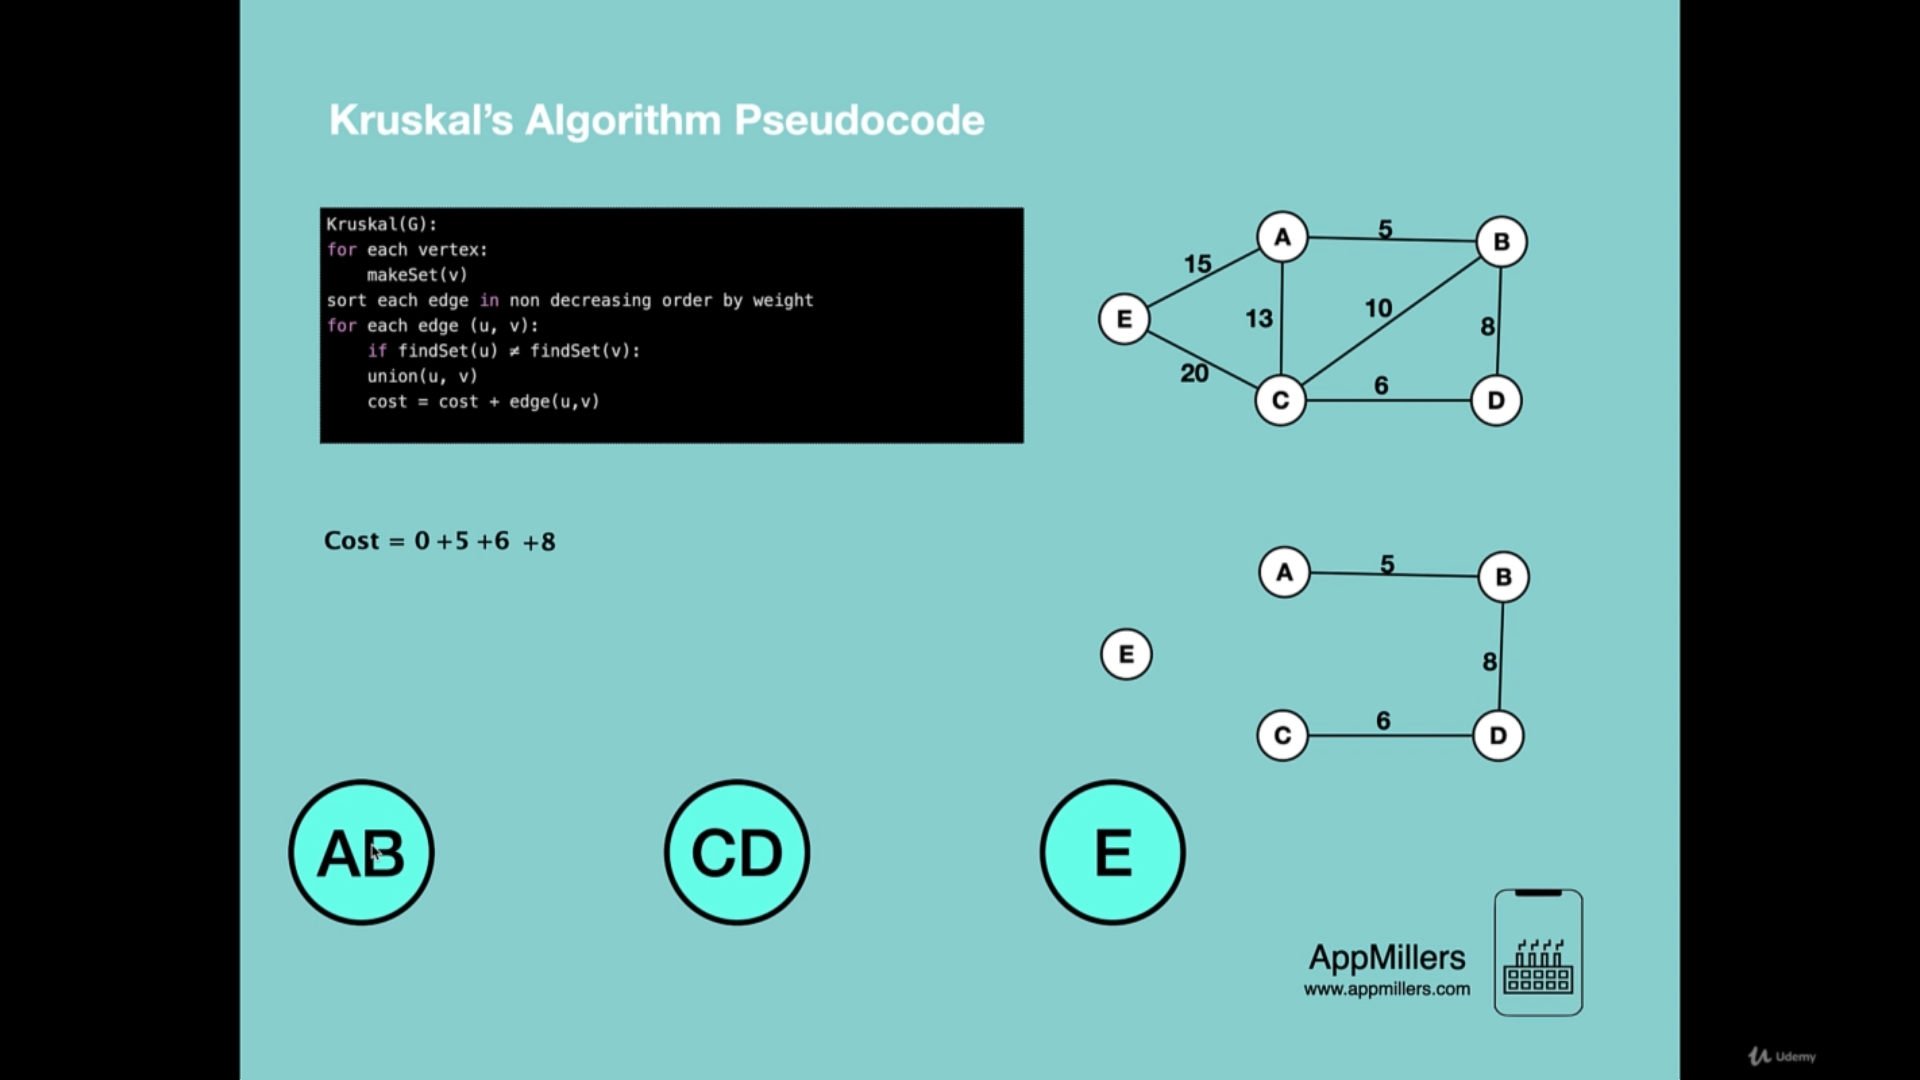 Kruskal's Algorithm Pseudocode
Kruskal(G):
for each vertex:
    makeSet(v)
sort each edge in non decreasing order by weight
for each edge (u, v):
    if findSet(u) ≠ findSet(v):
    union(u, v)
    cost = cost + edge(u,v)
A
5
B
15
E
13
10
8
20
C
6
D
Cost = 0 +5 +6 +8
A
5
B
E
8
C
6
D
AB
CD
E
AppMillers
www.appmillers.com
Udemy